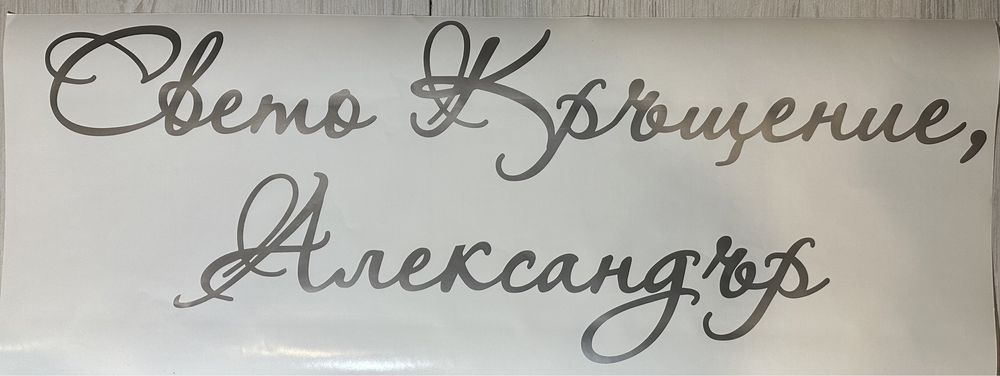 Свето Кръщение,
Александър